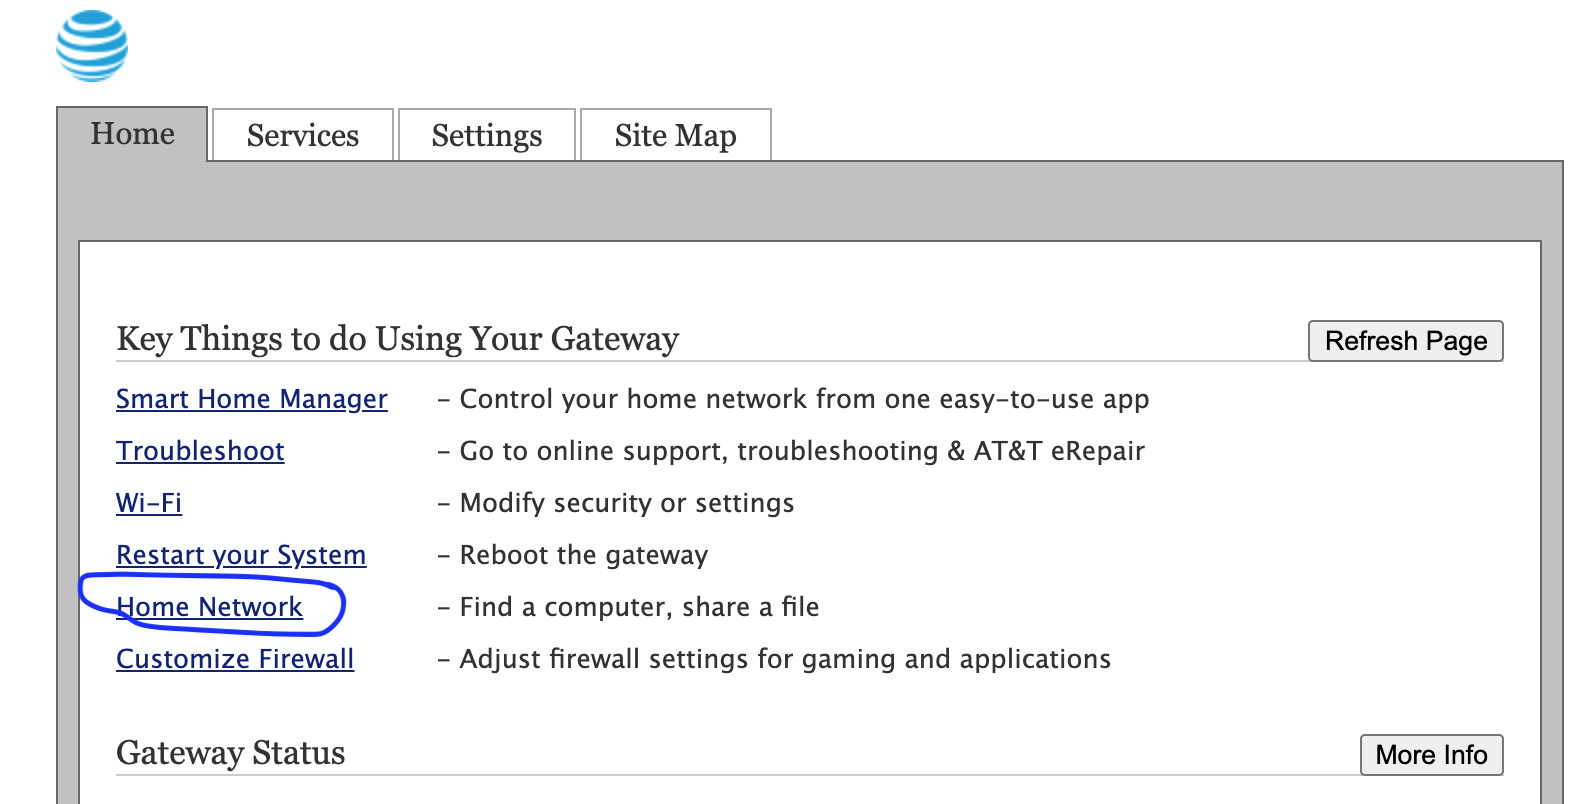 Home Services Settings Site Map
Key Things to do Using Your Gateway Refresh Page
Smart Home Manager – Control your home network from one easy-to-use app
Troubleshoot – Go to online support, troubleshooting & AT&T eRepair
Wi-Fi – Modify security or settings
Restart your System – Reboot the gateway
Home Network – Find a computer, share a file
Customize Firewall – Adjust firewall settings for gaming and applications
Gateway Status More Info